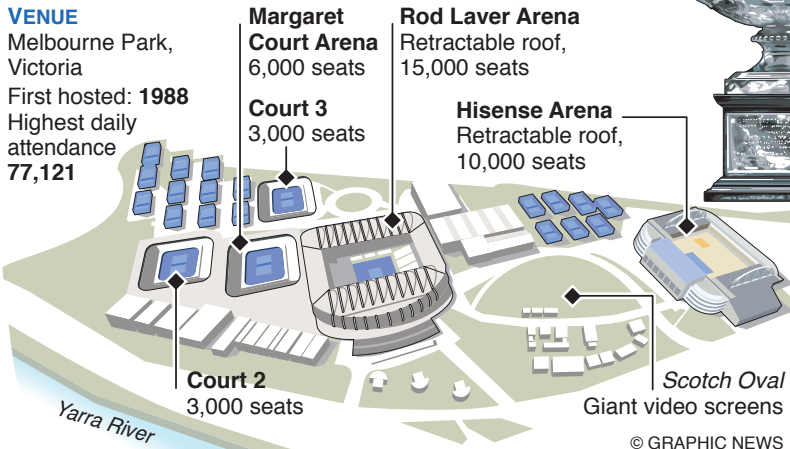 VENUE
Melbourne Park,
Victoria
First hosted: 1988
Highest daily
attendance
77,121
Margaret
Court Arena
6,000 seats
Court 3
3,000 seats
Rod Laver Arena
Retractable roof,
15,000 seats
Hisense Arena
Retractable roof,
10,000 seats
Court 2
3,000 seats
Yarra River
Scotch Oval
Giant video screens
© GRAPHIC NEWS